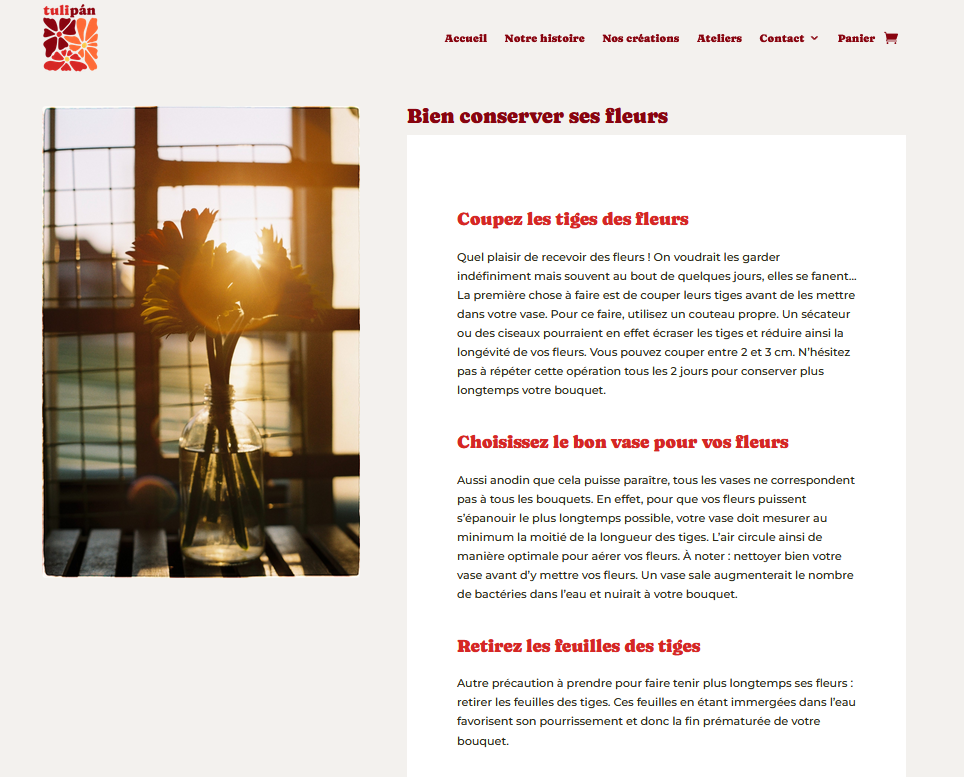 tulipán
Accueil Notre histoire Nos créations Ateliers Contact Panier
Bien conserver ses fleurs
Coupez les tiges des fleurs
Quel plaisir de recevoir des fleurs ! On voudrait les garder
indéfiniment mais souvent au bout de quelques jours, elles se fanent…
La première chose à faire est de couper leurs tiges avant de les mettre
dans votre vase. Pour ce faire, utilisez un couteau propre. Un sécateur
ou des ciseaux pourraient en effet écraser les tiges et réduire ainsi la
longévité de vos fleurs. Vous pouvez couper entre 2 et 3 cm. N’hésitez
pas à répéter cette opération tous les 2 jours pour conserver plus
longtemps votre bouquet.
Choisissez le bon vase pour vos fleurs
Aussi anodin que cela puisse paraître, tous les vases ne correspondent
pas à tous les bouquets. En effet, pour que vos fleurs puissent
s’épanouir le plus longtemps possible, votre vase doit mesurer au
minimum la moitié de la longueur des tiges. L’air circule ainsi de
manière optimale pour aérer vos fleurs. À noter : nettoyer bien votre
vase avant d’y mettre vos fleurs. Un vase sale augmenterait le nombre
de bactéries dans l’eau et nuirait à votre bouquet.
Retirez les feuilles des tiges
Autre précaution à prendre pour faire tenir plus longtemps ses fleurs :
retirer les feuilles des tiges. Ces feuilles en étant immergées dans l’eau
favorisent son pourrissement et donc la fin prématurée de votre
bouquet.